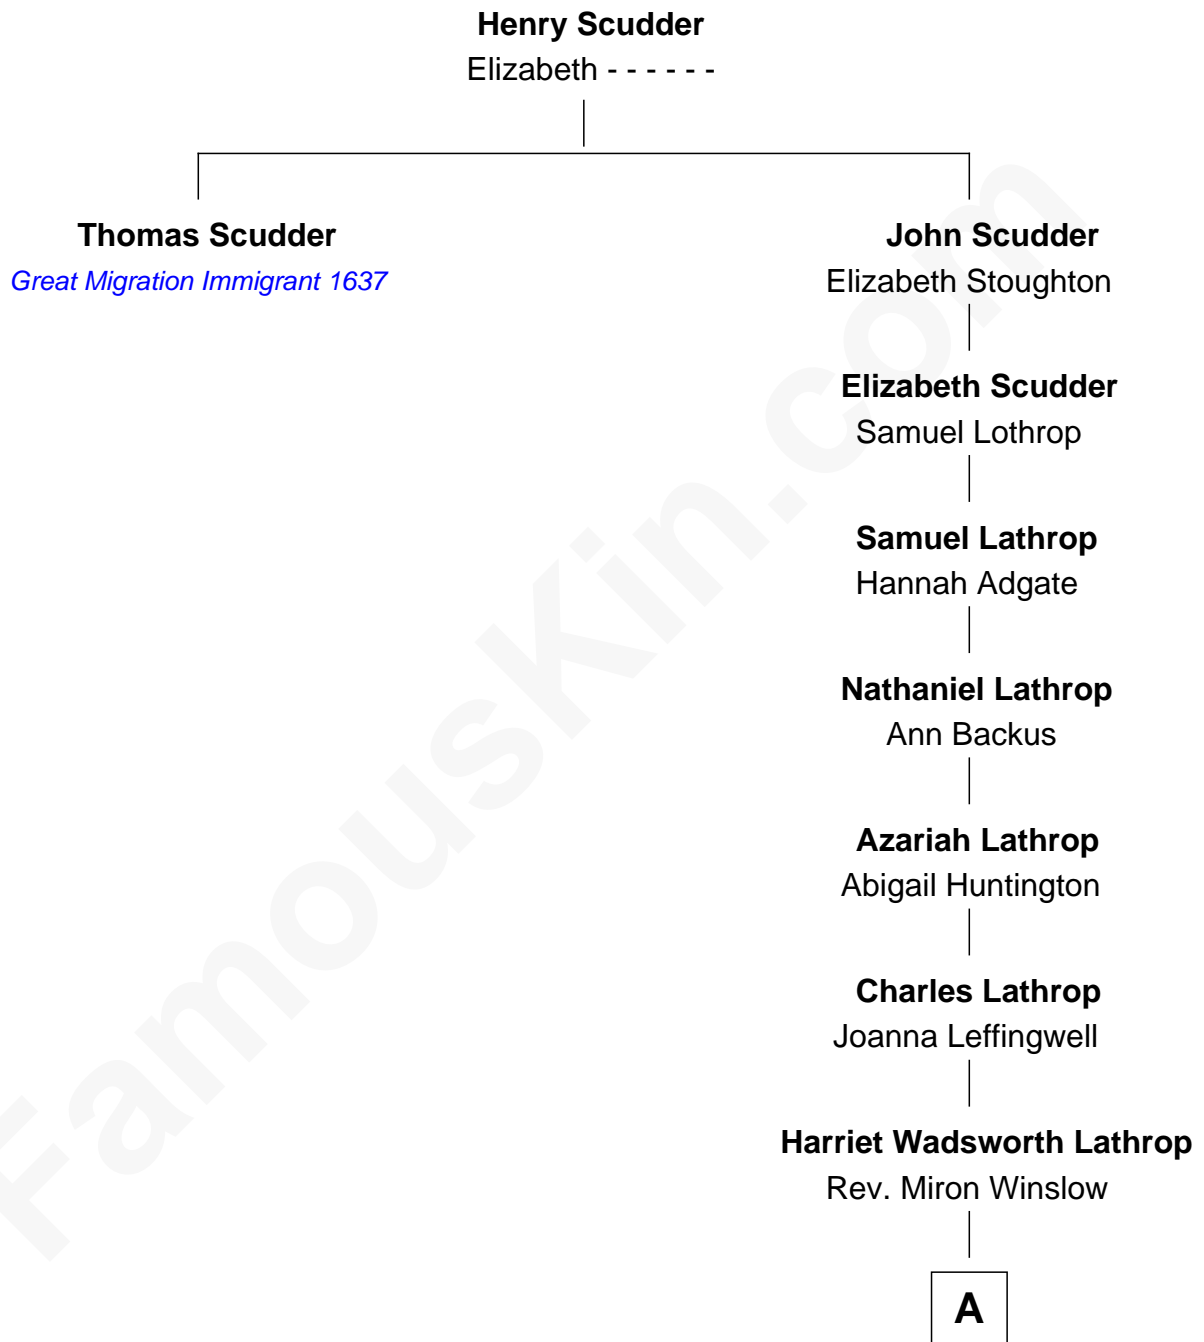 Henry Scudder
Elizabeth - - - - - -
Thomas Scudder
Great Migration Immigrant 1637
John Scudder
Elizabeth Stoughton
Elizabeth Scudder
Samuel Lothrop
Samuel Lathrop
Hannah Adgate
Nathaniel Lathrop
Ann Backus
Azariah Lathrop
Abigail Huntington
Charles Lathrop
Joanna Leffingwell
Harriet Wadsworth Lathrop
Rev. Miron Winslow
A
FamousKin.com